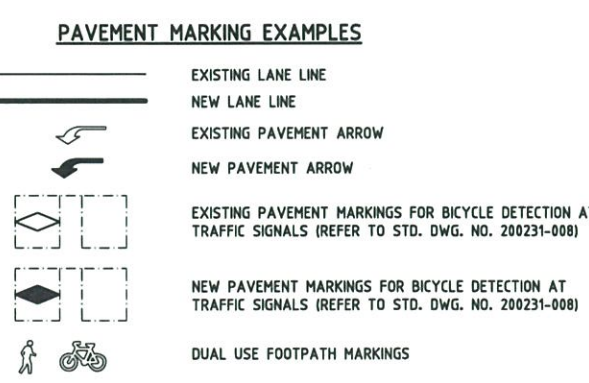 PAVEMENT MARKING EXAMPLES
EXISTING LANE LINE
NEW LANE LINE
EXISTING PAVEMENT ARROW
NEW PAVEMENT ARROW
EXISTING PAVEMENT MARKINGS FOR BICYCLE DETECTION AT
TRAFFIC SIGNALS (REFER TO STD. DWG. NO. 200231-008)
NEW PAVEMENT MARKINGS FOR BICYCLE DETECTION AT
TRAFFIC SIGNALS (REFER TO STD. DWG. NO. 200231-008)
DUAL USE FOOTPATH MARKINGS